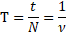 T = t/N = 1/ν